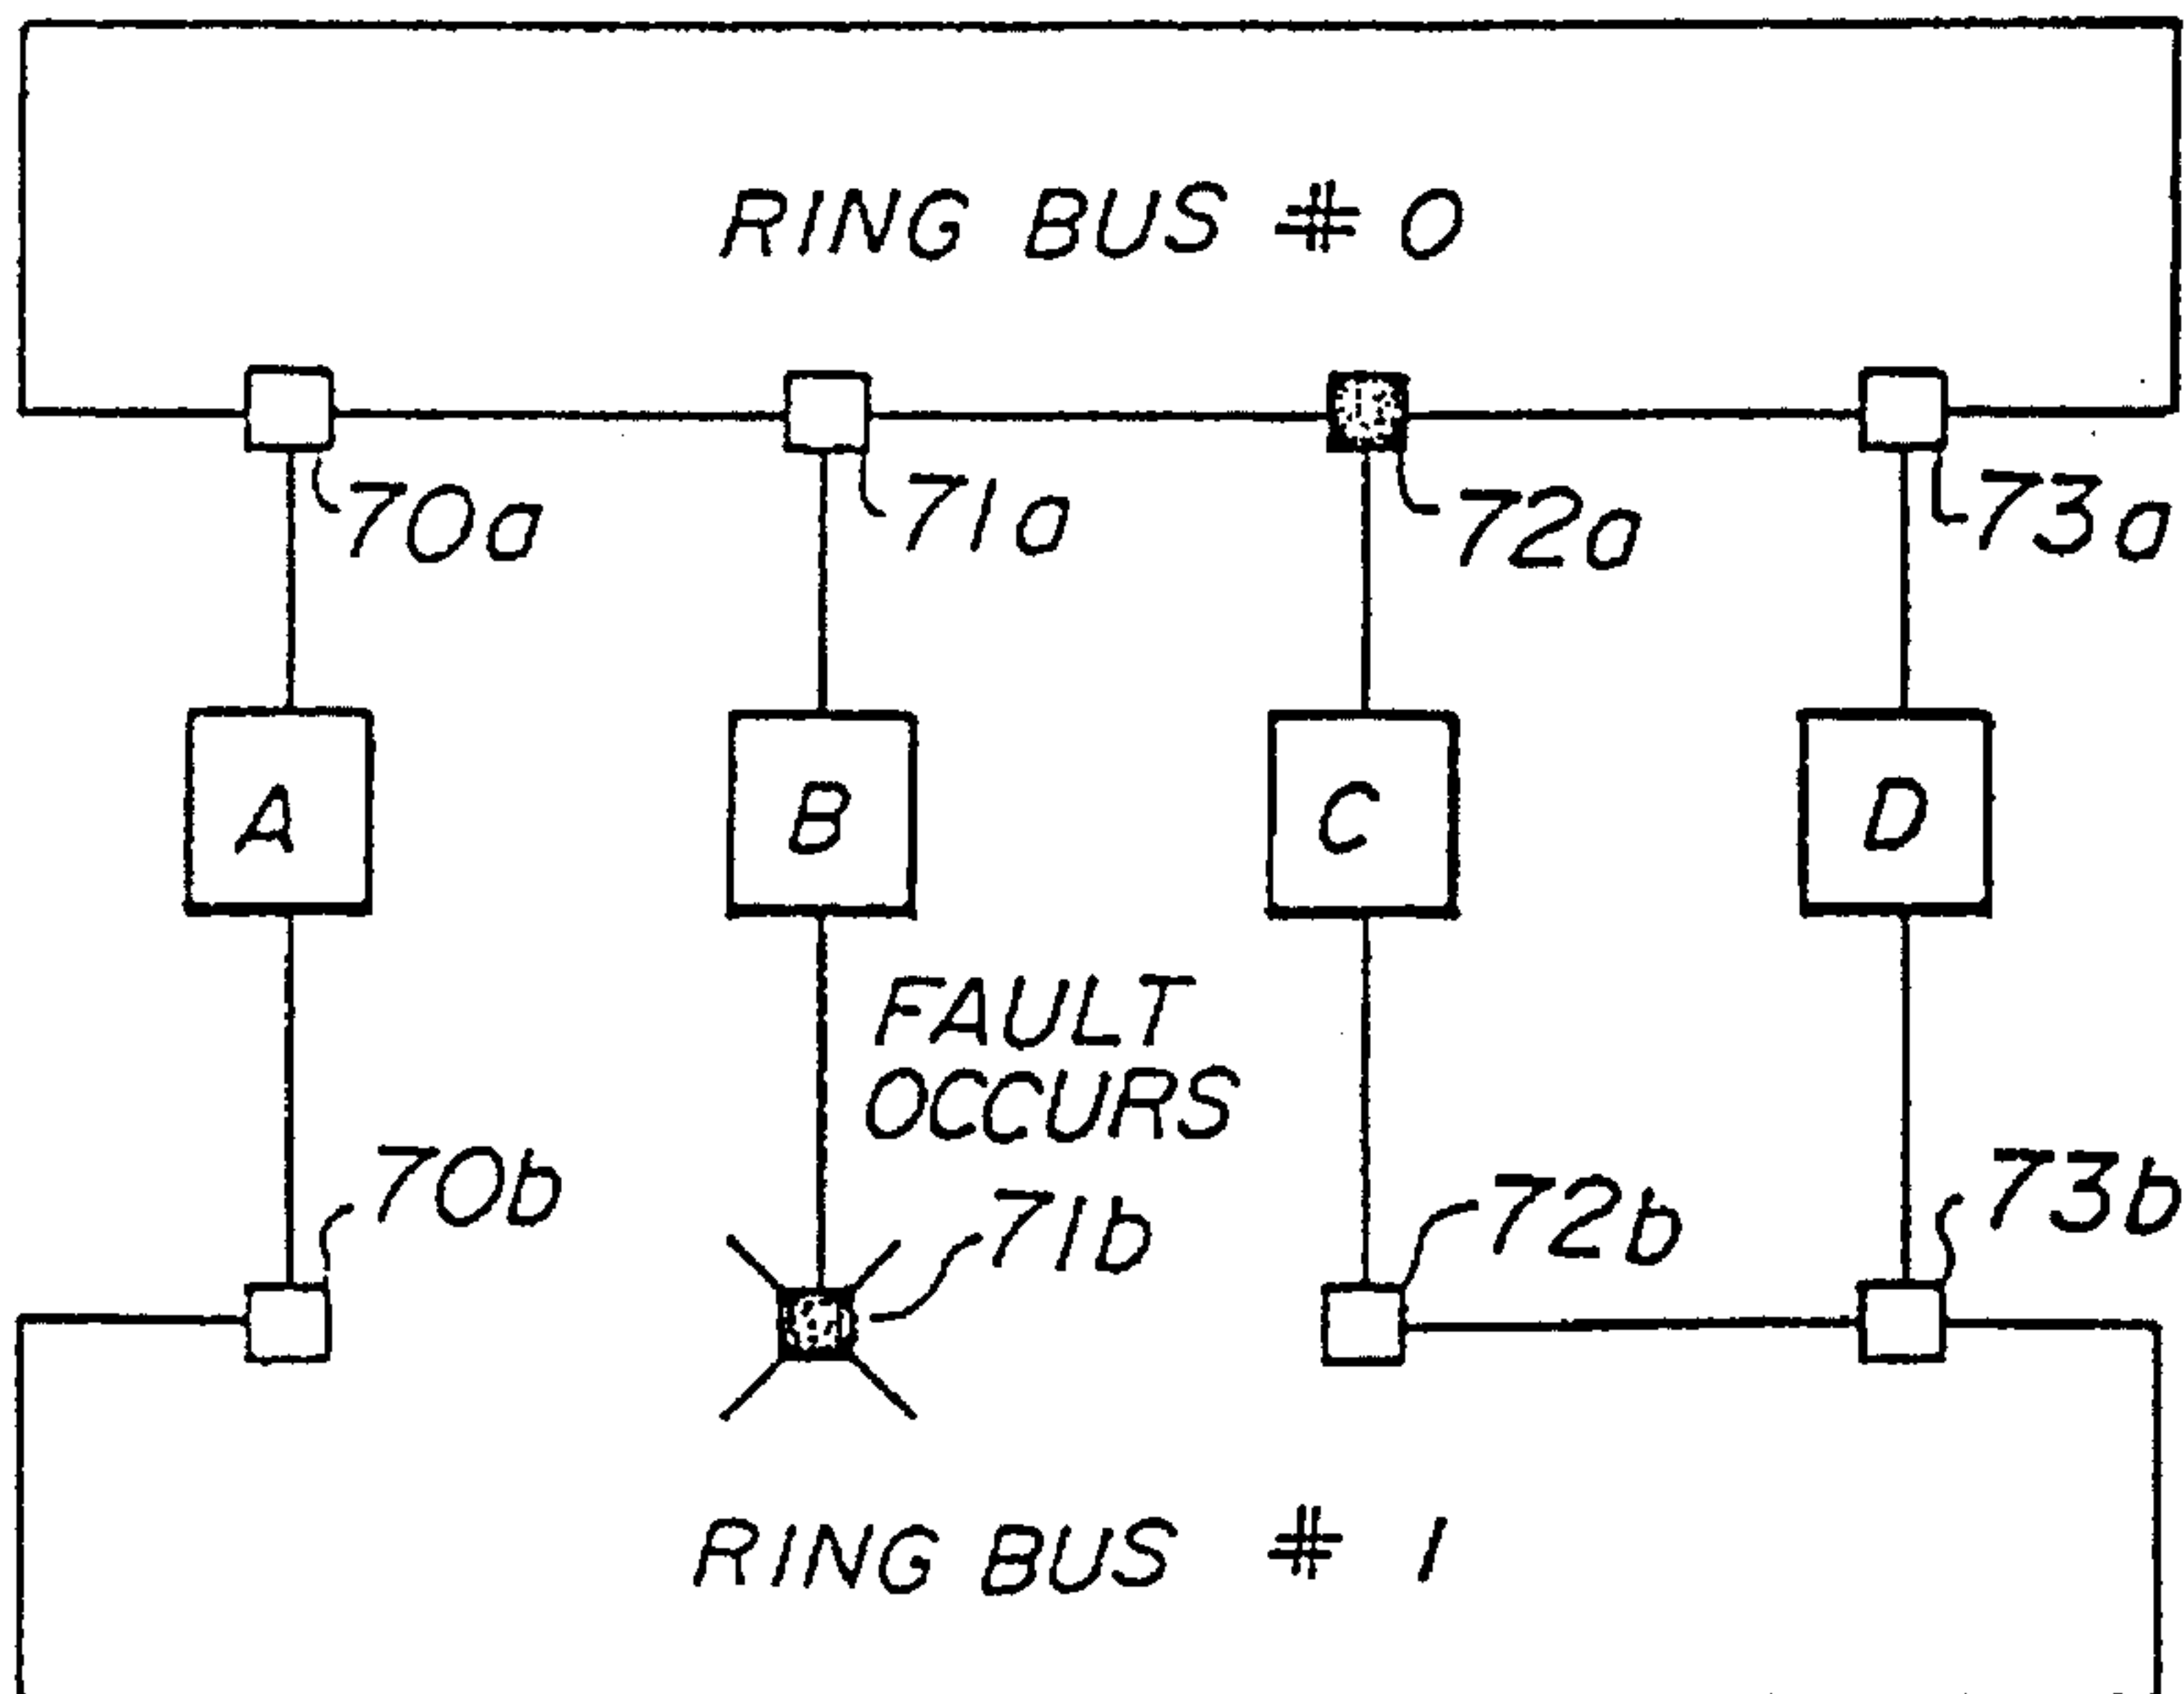 RING BUS # 0
70a
71a
72a
73a
A
B
C
D
FAULT
OCCURS
70b
71b
72b
73b
RING BUS # 1